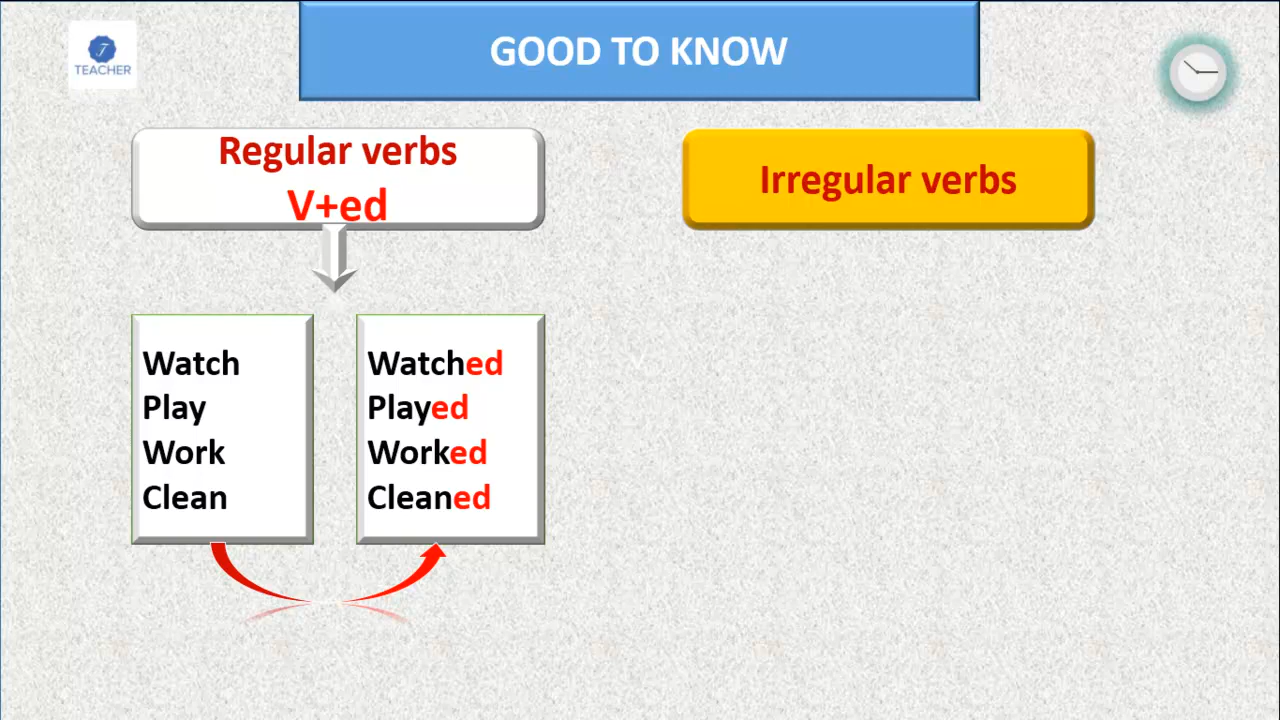 GOOD TO KNOW
TEACHER
Regular verbs
V+ed
Irregular verbs
Watch
Play
Work
Clean
Watched
Played
Worked
Cleaned